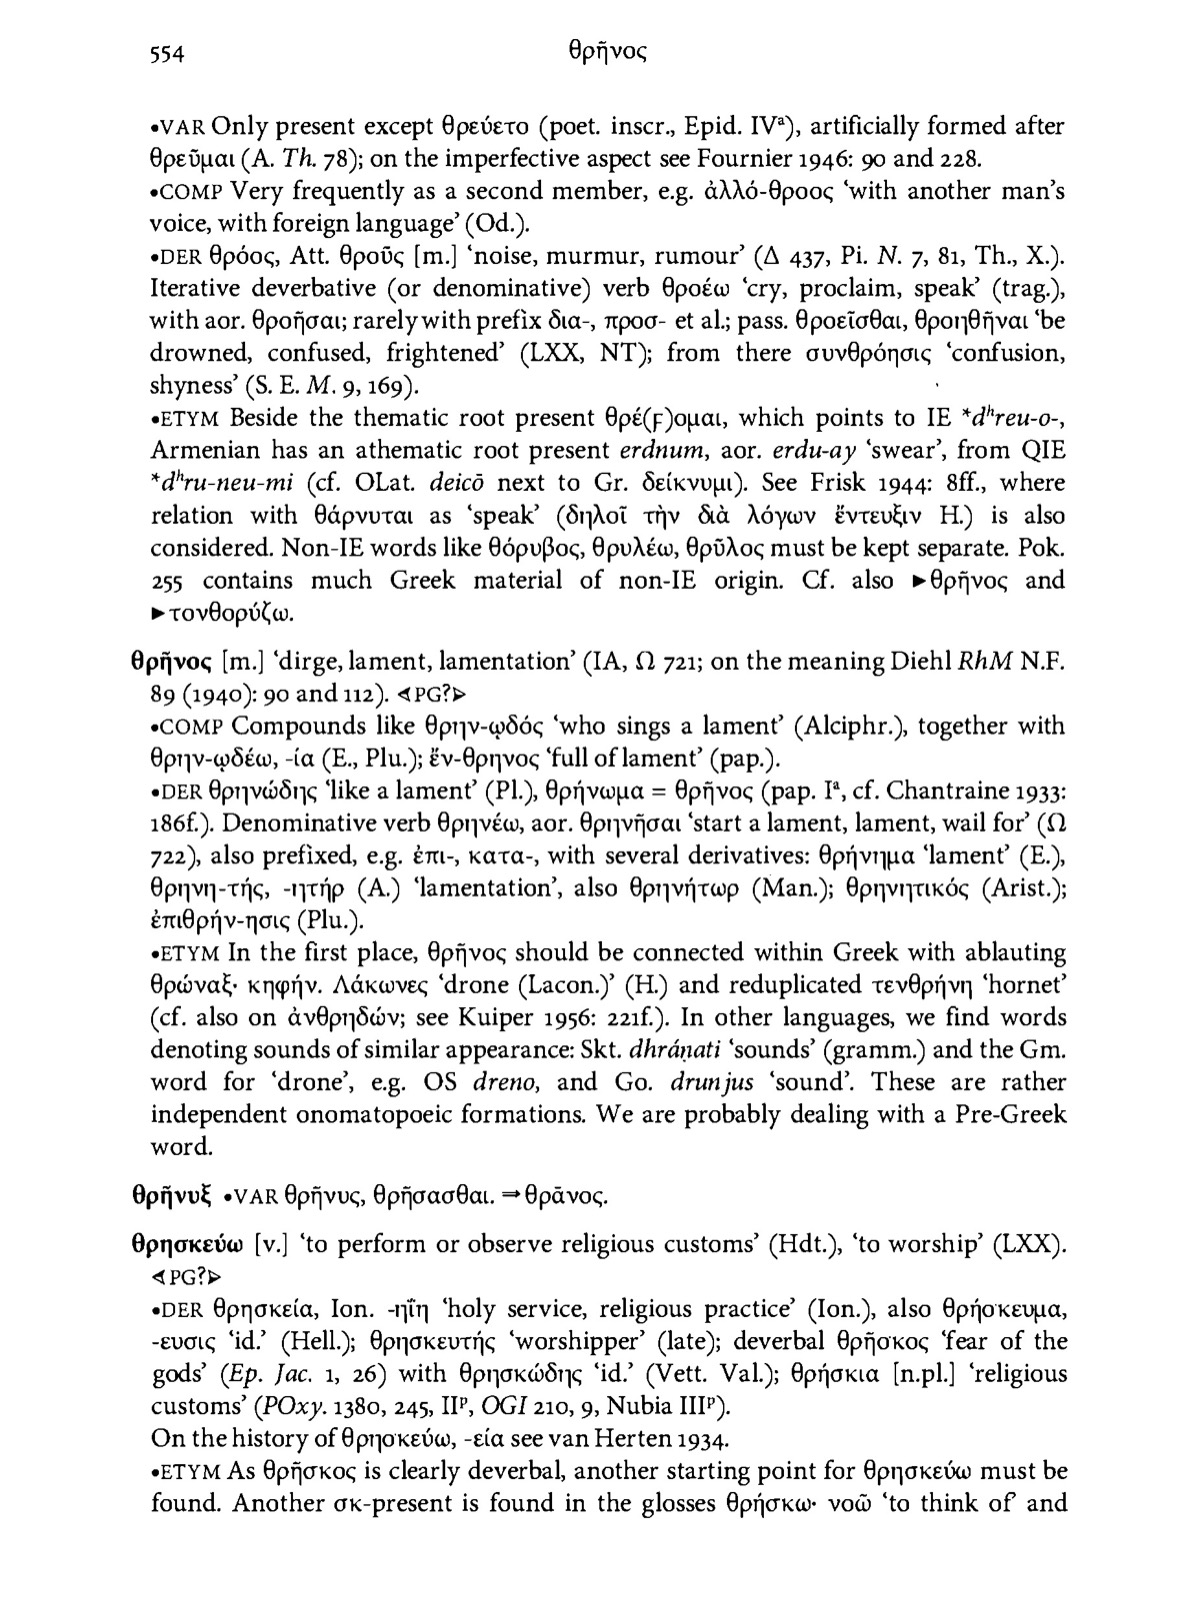 554
θρῆνος
•VAR Only present except θρεύετο (poet. inscr., Epid. IVᵃ), artificially formed after
θρεῦμαι (A. Th. 78); on the imperfective aspect see Fournier 1946: 90 and 228.
•COMP Very frequently as a second member, e.g. ἀλλό-θροος ‘with another man’s
voice, with foreign language’ (Od.).
•DER θρόος, Att. θροῦς [m.] ‘noise, murmur, rumour’ (Δ 437, Pi. N. 7, 81, Th., X.).
Iterative deverbative (or denominative) verb θροέω ‘cry, proclaim, speak’ (trag.),
with aor. θροῆσαι; rarely with prefix δια-, προσ- et al.; pass. θροεῖσθαι, θροηθῆναι ‘be
drowned, confused, frightened’ (LXX, NT); from there συνθρόησις ‘confusion,
shyness’ (S. E. M. 9, 169).
•ETYM Beside the thematic root present θρέ(ϝ)ομαι, which points to IE *dʰreu-o-,
Armenian has an athematic root present erdnum, aor. erdu-ay ‘swear’, from QIE
*dʰru-neu-mi (cf. OLat. deicō next to Gr. δείκνυμι). See Frisk 1944: 8ff., where
relation with θάρνυται as ‘speak’ (δηλοῖ τὴν διὰ λόγων ἔντευξιν H.) is also
considered. Non-IE words like θόρυβος, θρυλέω, θρῦλος must be kept separate. Pok.
255 contains much Greek material of non-IE origin. Cf. also ►θρῆνος and
►τονθορύζω.
θρῆνος [m.] ‘dirge, lament, lamentation’ (IA, Ω 721; on the meaning Diehl RhM N.F.
89 (1940): 90 and 112). ⊲PG?⊳
•COMP Compounds like θρην-ῳδός ‘who sings a lament’ (Alciphr.), together with
θρην-ῳδέω, -ία (E., Plu.); ἔν-θρηνος ‘full of lament’ (pap.).
•DER θρηνώδης ‘like a lament’ (Pl.), θρήνωμα = θρῆνος (pap. Iᵃ, cf. Chantraine 1933:
186f.). Denominative verb θρηνέω, aor. θρηνῆσαι ‘start a lament, lament, wail for’ (Ω
722), also prefixed, e.g. ἐπι-, κατα-, with several derivatives: θρήνημα ‘lament’ (E.),
θρηνη-τής, -ητήρ (A.) ‘lamentation’, also θρηνήτωρ (Man.); θρηνητικός (Arist.);
ἐπιθρήν-ησις (Plu.).
•ETYM In the first place, θρῆνος should be connected within Greek with ablauting
θρώναξ· κηφήν. Λάκωνες ‘drone (Lacon.)’ (H.) and reduplicated τενθρήνη ‘hornet’
(cf. also on ἀνθρηδών; see Kuiper 1956: 221f.). In other languages, we find words
denoting sounds of similar appearance: Skt. dhráṇati ‘sounds’ (gramm.) and the Gm.
word for ‘drone’, e.g. OS dreno, and Go. drunjus ‘sound’. These are rather
independent onomatopoeic formations. We are probably dealing with a Pre-Greek
word.
θρῆνυξ •VAR θρῆνυς, θρῆσασθαι. ⇒θρᾶνος.
θρησκεύω [v.] ‘to perform or observe religious customs’ (Hdt.), ‘to worship’ (LXX).
⊲PG?⊳
•DER θρησκεία, Ion. -ηΐη ‘holy service, religious practice’ (Ion.), also θρήσκευμα,
-ευσις ‘id.’ (Hell.); θρησκευτής ‘worshipper’ (late); deverbal θρῆσκος ‘fear of the
gods’ (Ep. Jac. 1, 26) with θρησκώδης ‘id.’ (Vett. Val.); θρήσκια [n.pl.] ‘religious
customs’ (POxy. 1380, 245, IIᵖ, OGI 210, 9, Nubia IIIᵖ).
On the history of θρησκεύω, -εία see van Herten 1934.
•ETYM As θρῆσκος is clearly deverbal, another starting point for θρησκεύω must be
found. Another σκ-present is found in the glosses θρήσκω· νοῶ ‘to think of’ and